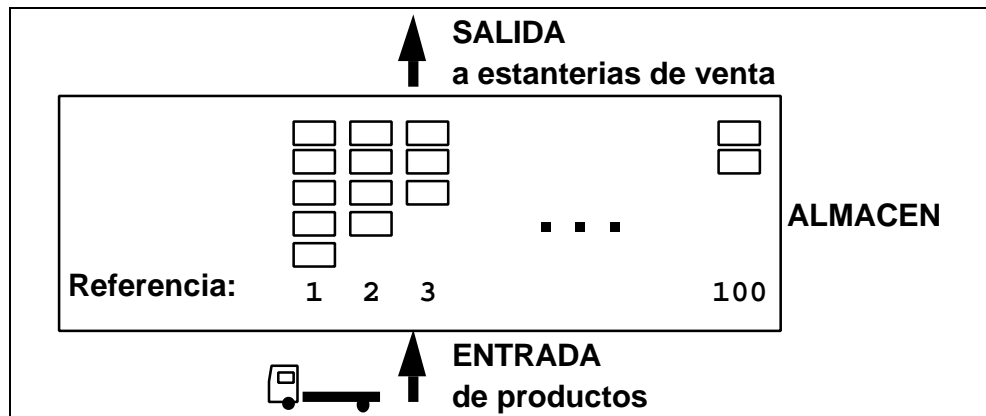 SALIDA
a estanterias de venta
ALMACEN
Referencia: 1 2 3 ... 100
ENTRADA
de productos